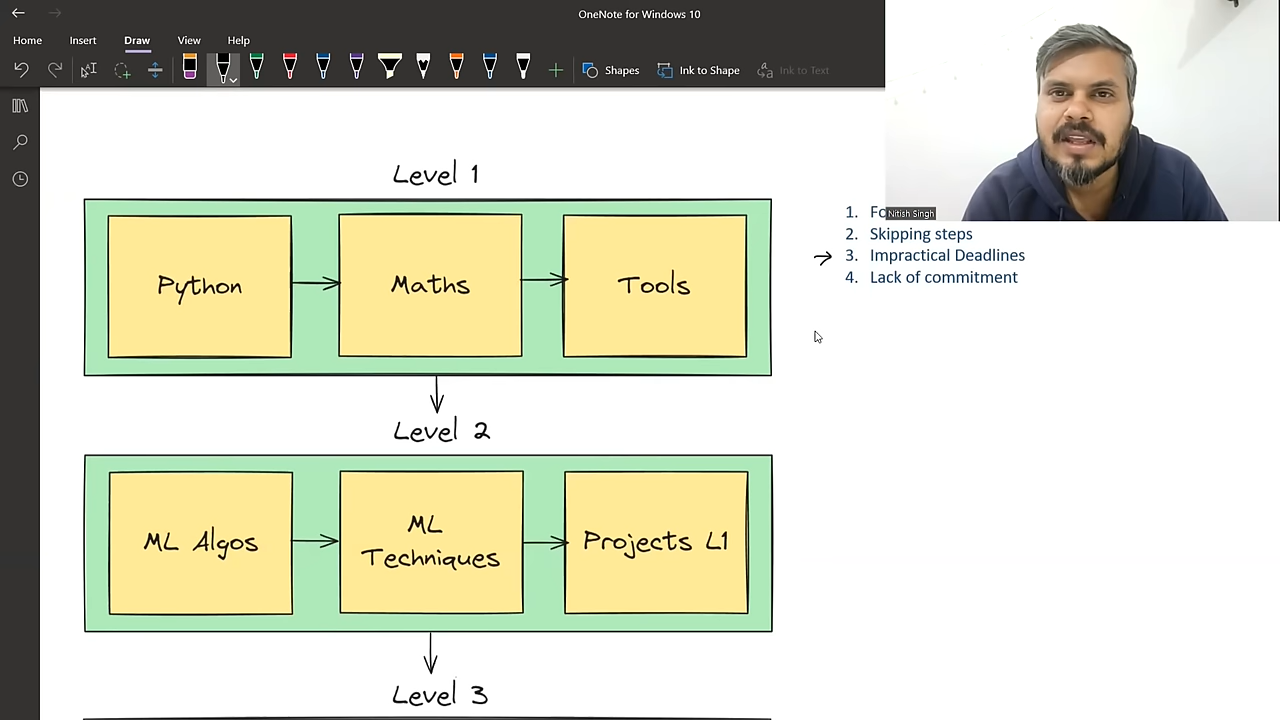 OneNote for Windows 10
Home Insert Draw View Help
Shapes Ink to Shape Ink to Text
Nitish Singh
Level 1
Python Maths Tools
1.
2. Skipping steps
3. Impractical Deadlines
4. Lack of commitment
Level 2
ML Algos
ML Techniques
Projects L1
Level 3